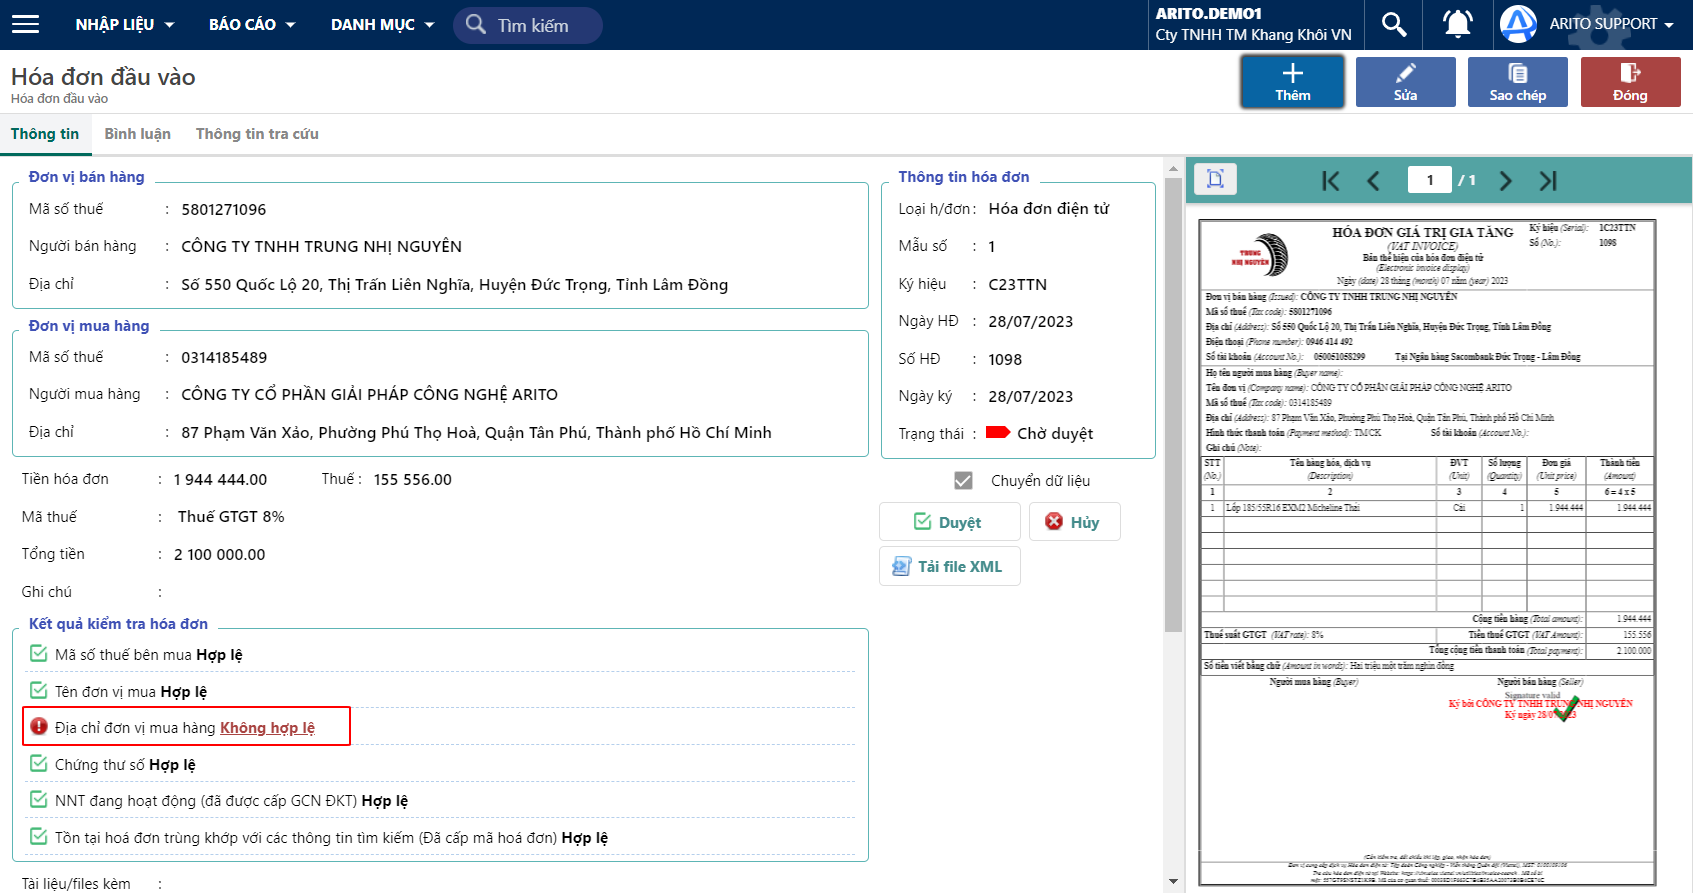 NHẬP LIỆU
BÁO CÁO
DANH MỤC
Tìm kiếm
ARITO.DEMO1
Cty TNHH TM Khang Khôi VN
ARITO SUPPORT
Hóa đơn đầu vào
Hóa đơn đầu vào
Thêm
Sửa
Sao chép
Đóng
Thông tin
Bình luận
Thông tin tra cứu
Đơn vị bán hàng
Mã số thuế : 5801271096
Người bán hàng : CÔNG TY TNHH TRUNG NHỊ NGUYÊN
Địa chỉ : Số 550 Quốc Lộ 20, Thị Trấn Liên Nghĩa, Huyện Đức Trọng, Tỉnh Lâm Đồng
Đơn vị mua hàng
Mã số thuế : 0314185489
Người mua hàng : CÔNG TY CỔ PHẦN GIẢI PHÁP CÔNG NGHỆ ARITO
Địa chỉ : 87 Phạm Văn Xảo, Phường Phú Thọ Hoà, Quận Tân Phú, Thành phố Hồ Chí Minh
Tiền hóa đơn : 1 944 444.00 Thuế : 155 556.00
Mã thuế : Thuế GTGT 8%
Tổng tiền : 2 100 000.00
Ghi chú :
Kết quả kiểm tra hóa đơn
Mã số thuế bên mua Hợp lệ
Tên đơn vị mua Hợp lệ
Địa chỉ đơn vị mua hàng Không hợp lệ
Chứng thư số Hợp lệ
NNT đang hoạt động (đã được cấp GCN ĐKT) Hợp lệ
Tồn tại hoá đơn trùng khớp với các thông tin tìm kiếm (Đã cấp mã hoá đơn) Hợp lệ
Tài liệu/files kèm :
Thông tin hóa đơn
Loại h/đơn : Hóa đơn điện tử
Mẫu số : 1
Ký hiệu : C23TTN
Ngày HĐ : 28/07/2023
Số HĐ : 1098
Ngày ký : 28/07/2023
Trạng thái : Chờ duyệt
Chuyển dữ liệu
Duyệt
Hủy
Tải file XML
1 / 1
TRUNG
NHỊ NGUYÊN
HÓA ĐƠN GIÁ TRỊ GIA TĂNG
(VAT INVOICE)
Bản thể hiện của hóa đơn điện tử
(Electronic invoice display)
Ngày (date) 28 tháng (month) 07 năm (year) 2023
Ký hiệu (Serial): 1C23TTN
Số (No.): 1098
Đơn vị bán hàng (Issued): CÔNG TY TNHH TRUNG NHỊ NGUYÊN
Mã số thuế (Tax code): 5801271096
Địa chỉ (Address): Số 550 Quốc Lộ 20, Thị Trấn Liên Nghĩa, Huyện Đức Trọng, Tỉnh Lâm Đồng
Điện thoại (Phone number): 0946 414 492
Số tài khoản (Account No.): 050051058299 Tại Ngân hàng Sacombank Đức Trọng - Lâm Đồng
Họ tên người mua hàng (Buyer name):
Tên đơn vị (Company name): CÔNG TY CỔ PHẦN GIẢI PHÁP CÔNG NGHỆ ARITO
Mã số thuế (Tax code): 0314185489
Địa chỉ (Address): 87 Phạm Văn Xảo, Phường Phú Thọ Hoà, Quận Tân Phú, Thành phố Hồ Chí Minh
Hình thức thanh toán (Payment method): TM/CK Số tài khoản (Account No.):
Ghi chú (Note):
STT Tên hàng hóa, dịch vụ ĐVT Số lượng Đơn giá Thành tiền
(No.) (Description) (Unit) (Quantity) (Unit price) (Amount)
1 2 3 4 5 6 = 4 x 5
1 Lốp 185/55R16 EXM2 Micheline Thái Cái 1 1.944.444 1.944.444
Cộng tiền hàng (Total amount): 1.944.444
Thuế suất GTGT (VAT rate): 8% Tiền thuế GTGT (VAT Amount): 155.556
Tổng cộng tiền thanh toán (Total payment): 2.100.000
Số tiền viết bằng chữ (Amount in words): Hai triệu một trăm nghìn đồng
Người mua hàng (Buyer) Người bán hàng (Seller)
Signature valid
Ký bởi CÔNG TY TNHH TRUNG NHỊ NGUYÊN
Ký ngày 28/07/2023
(Cần kiểm tra, đối chiếu khi lập, giao, nhận hóa đơn)